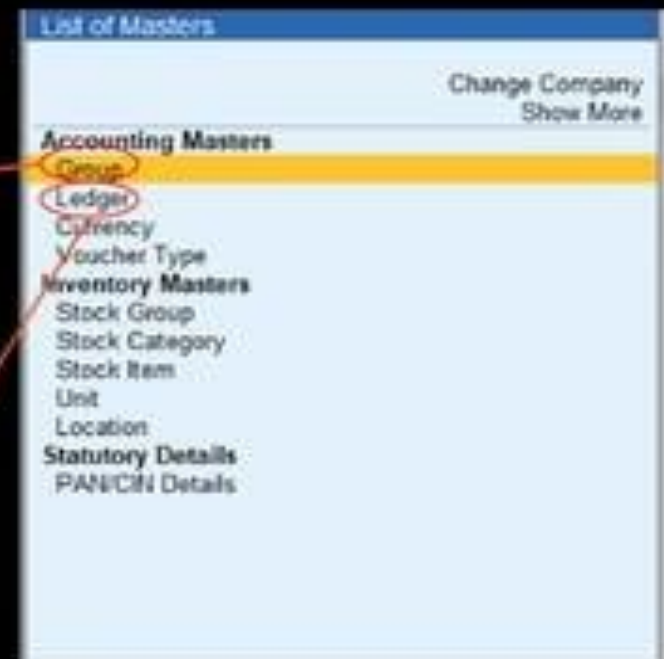 List of Masters
Change Company
Show More
Accounting Masters
Group
Ledger
Currency
Voucher Type
Inventory Masters
Stock Group
Stock Category
Stock Item
Unit
Location
Statutory Details
PAN/CIN Details